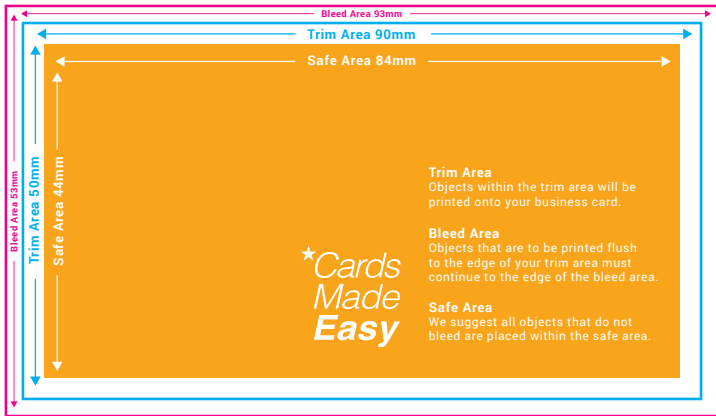 Bleed Area 93mm
Trim Area 90mm
Safe Area 84mm
Bleed Area 53mm
Trim Area 50mm
Safe Area 44mm
Trim Area
Objects within the trim area will be
printed onto your business card.
Bleed Area
Objects that are to be printed flush
to the edge of your trim area must
continue to the edge of the bleed area.
Safe Area
We suggest all objects that do not
bleed are placed within the safe area.
Cards
Made
Easy